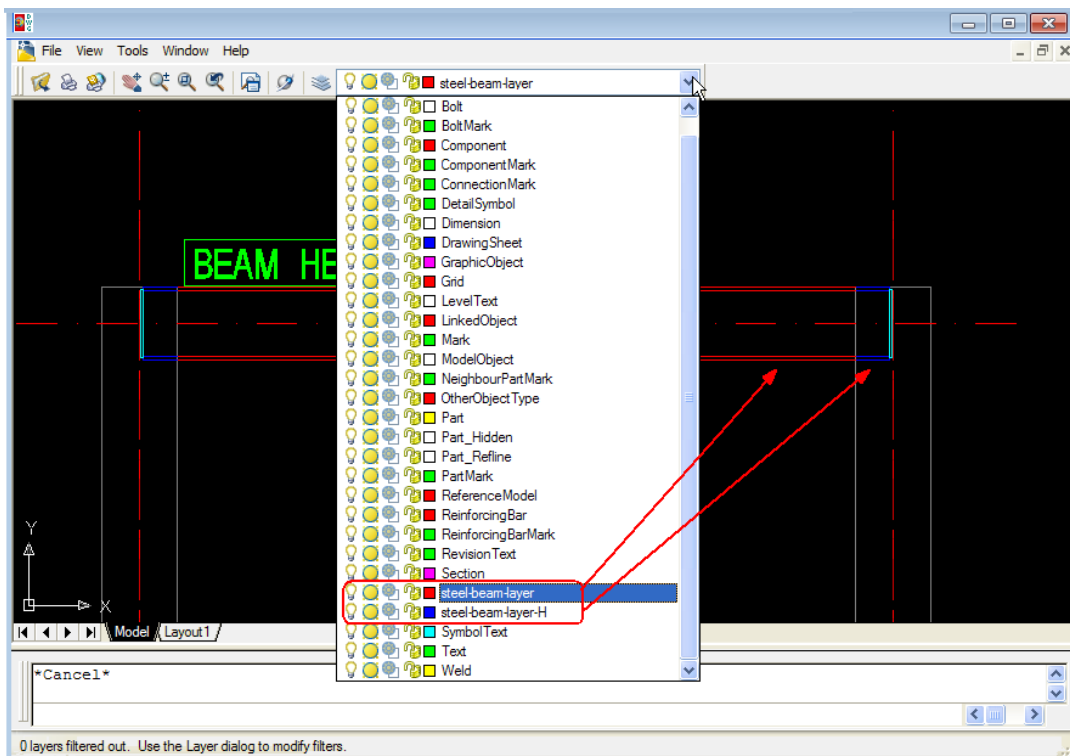 DWG
File View Tools Window Help
steel-beam-layer
Bolt
BoltMark
Component
ComponentMark
ConnectionMark
DetailSymbol
Dimension
DrawingSheet
GraphicObject
Grid
LevelText
LinkedObject
Mark
ModelObject
NeighbourPartMark
OtherObjectType
Part
Part_Hidden
Part_Refline
PartMark
ReferenceModel
ReinforcingBar
ReinforcingBarMark
RevisionText
Section
steel-beam-layer
steel-beam-layer-H
SymbolText
Text
Weld
BEAM HE
Y
X
Model Layout1
*Cancel*
0 layers filtered out. Use the Layer dialog to modify filters.